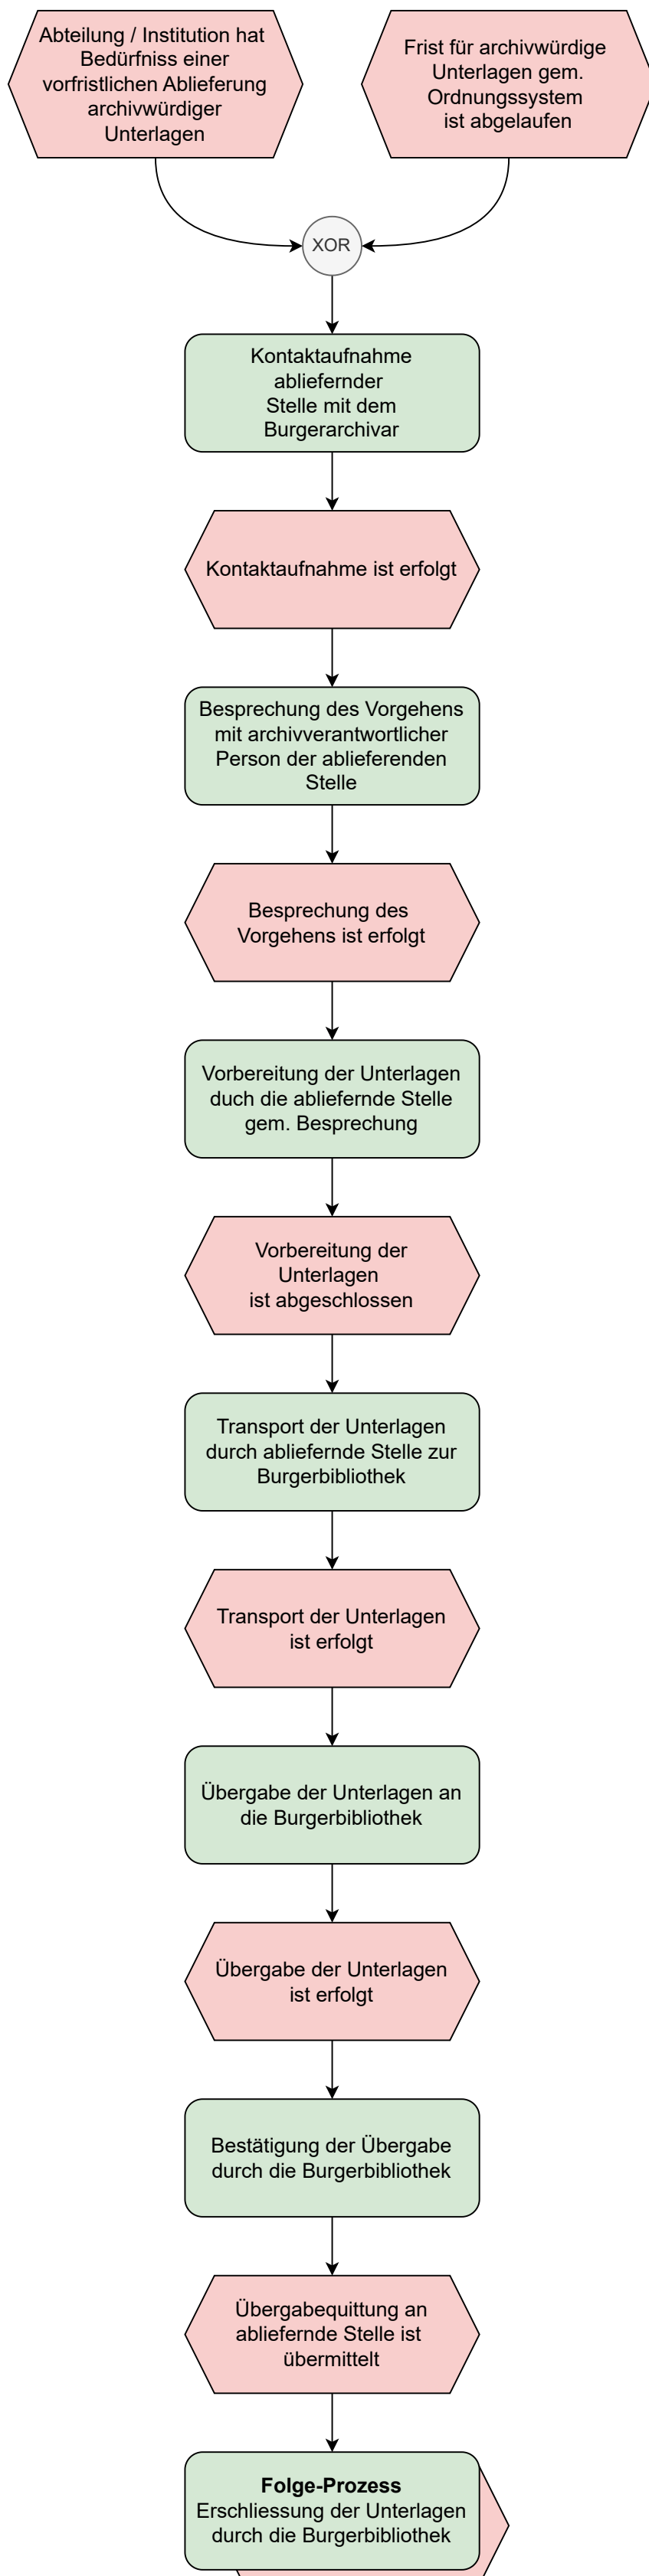 Abteilung / Institution hat
Bedürfniss einer
vorfristlichen Ablieferung
archivwürdiger
Unterlagen
Frist für archivwürdige
Unterlagen gem.
Ordnungssystem
ist abgelaufen
XOR
Kontaktaufnahme
abliefernder
Stelle mit dem
Burgerarchivar
Kontaktaufnahme ist erfolgt
Besprechung des Vorgehens
mit archivverantwortlicher
Person der ablieferenden
Stelle
Besprechung des
Vorgehens ist erfolgt
Vorbereitung der Unterlagen
duch die abliefernde Stelle
gem. Besprechung
Vorbereitung der
Unterlagen
ist abgeschlossen
Transport der Unterlagen
durch abliefernde Stelle zur
Burgerbibliothek
Transport der Unterlagen
ist erfolgt
Übergabe der Unterlagen an
die Burgerbibliothek
Übergabe der Unterlagen
ist erfolgt
Bestätigung der Übergabe
durch die Burgerbibliothek
Übergabequittung an
abliefernde Stelle ist
übermittelt
Folge-Prozess
Erschliessung der Unterlagen
durch die Burgerbibliothek